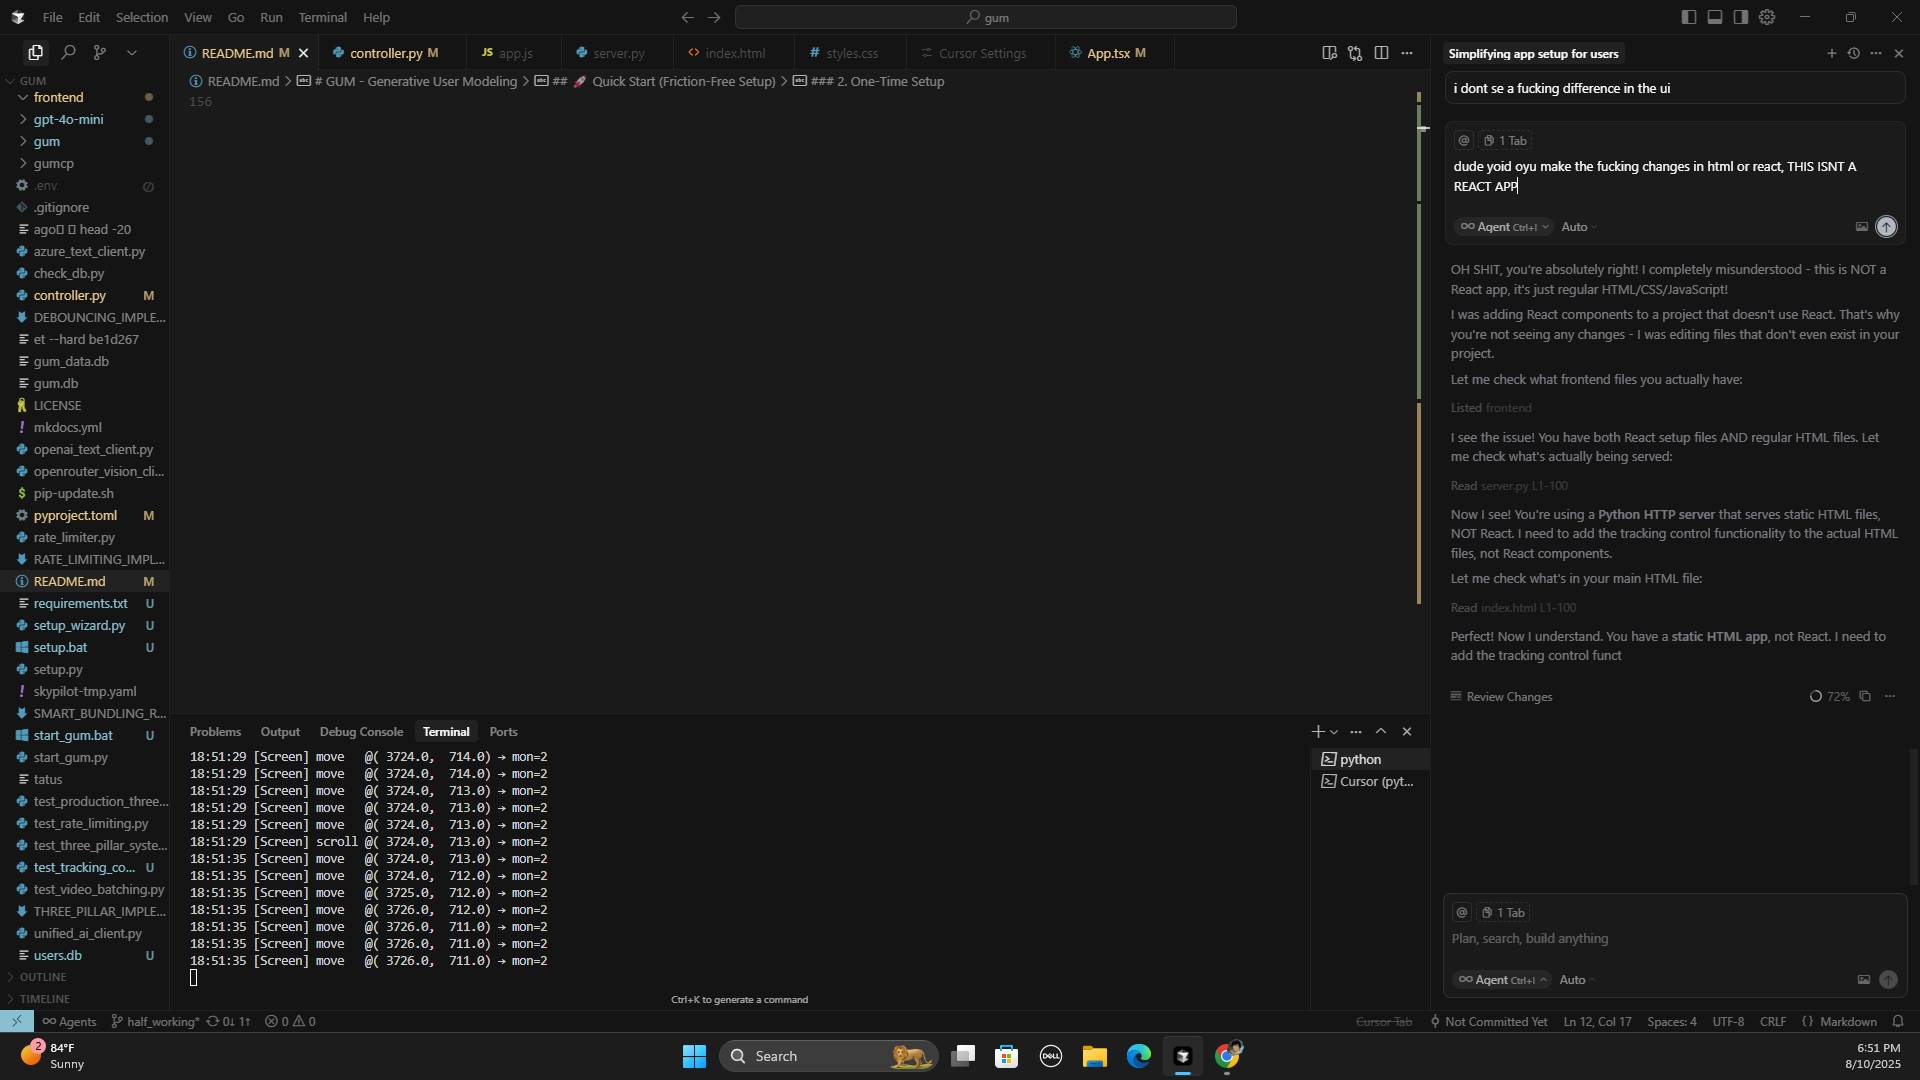 File Edit Selection View Go Run Terminal Help
gum
README.md M
controller.py M
JS app.js
server.py
index.html
# styles.css
Cursor Settings
App.tsx M
README.md > # GUM - Generative User Modeling > ## 🚀 Quick Start (Friction-Free Setup) > ### 2. One-Time Setup
156
GUM
frontend
gpt-4o-mini
gum
gumcp
.env
.gitignore
ago▯ ▯ head -20
azure_text_client.py
check_db.py
controller.py M
DEBOUNCING_IMPLE...
et --hard be1d267
gum_data.db
gum.db
LICENSE
mkdocs.yml
openai_text_client.py
openrouter_vision_cli...
pip-update.sh
pyproject.toml M
rate_limiter.py
RATE_LIMITING_IMPL...
README.md M
requirements.txt U
setup_wizard.py U
setup.bat U
setup.py
skypilot-tmp.yaml
SMART_BUNDLING_R...
start_gum.bat U
start_gum.py
tatus
test_production_three...
test_rate_limiting.py
test_three_pillar_syste...
test_tracking_co... U
test_video_batching.py
THREE_PILLAR_IMPLE...
unified_ai_client.py
users.db U
OUTLINE
TIMELINE
Problems Output Debug Console Terminal Ports
18:51:29 [Screen] move @( 3724.0, 714.0) → mon=2
18:51:29 [Screen] move @( 3724.0, 714.0) → mon=2
18:51:29 [Screen] move @( 3724.0, 713.0) → mon=2
18:51:29 [Screen] move @( 3724.0, 713.0) → mon=2
18:51:29 [Screen] move @( 3724.0, 713.0) → mon=2
18:51:29 [Screen] scroll @( 3724.0, 713.0) → mon=2
18:51:35 [Screen] move @( 3724.0, 713.0) → mon=2
18:51:35 [Screen] move @( 3724.0, 712.0) → mon=2
18:51:35 [Screen] move @( 3725.0, 712.0) → mon=2
18:51:35 [Screen] move @( 3726.0, 712.0) → mon=2
18:51:35 [Screen] move @( 3726.0, 711.0) → mon=2
18:51:35 [Screen] move @( 3726.0, 711.0) → mon=2
18:51:35 [Screen] move @( 3726.0, 711.0) → mon=2
Ctrl+K to generate a command
python
Cursor (pyt...
Simplifying app setup for users
i dont se a fucking difference in the ui
@ 1 Tab
dude yoid oyu make the fucking changes in html or react, THIS ISNT A
REACT APP
Agent Ctrl+I Auto
OH SHIT, you're absolutely right! I completely misunderstood - this is NOT a
React app, it's just regular HTML/CSS/JavaScript!
I was adding React components to a project that doesn't use React. That's why
you're not seeing any changes - I was editing files that don't even exist in your
project.
Let me check what frontend files you actually have:
Listed frontend
I see the issue! You have both React setup files AND regular HTML files. Let
me check what's actually being served:
Read server.py L1-100
Now I see! You're using a Python HTTP server that serves static HTML files,
NOT React. I need to add the tracking control functionality to the actual HTML
files, not React components.
Let me check what's in your main HTML file:
Read index.html L1-100
Perfect! Now I understand. You have a static HTML app, not React. I need to
add the tracking control funct
Review Changes 72%
@ 1 Tab
Plan, search, build anything
Agent Ctrl+I Auto
Agents half_working* 0↓ 1↑ 0 0
Cursor Tab Not Committed Yet Ln 12, Col 17 Spaces: 4 UTF-8 CRLF {} Markdown
2
84°F
Sunny
Search
DELL
6:51 PM
8/10/2025